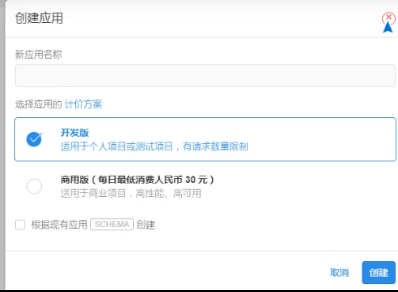 创建应用
新应用名称
选择应用的 计价方案
开发版
适用于个人项目或测试项目，有请求数量限制
商用版（每日最低消费人民币 30 元）
适用于商业项目，高性能、高可用
根据现有应用 SCHEMA 创建
取消 创建